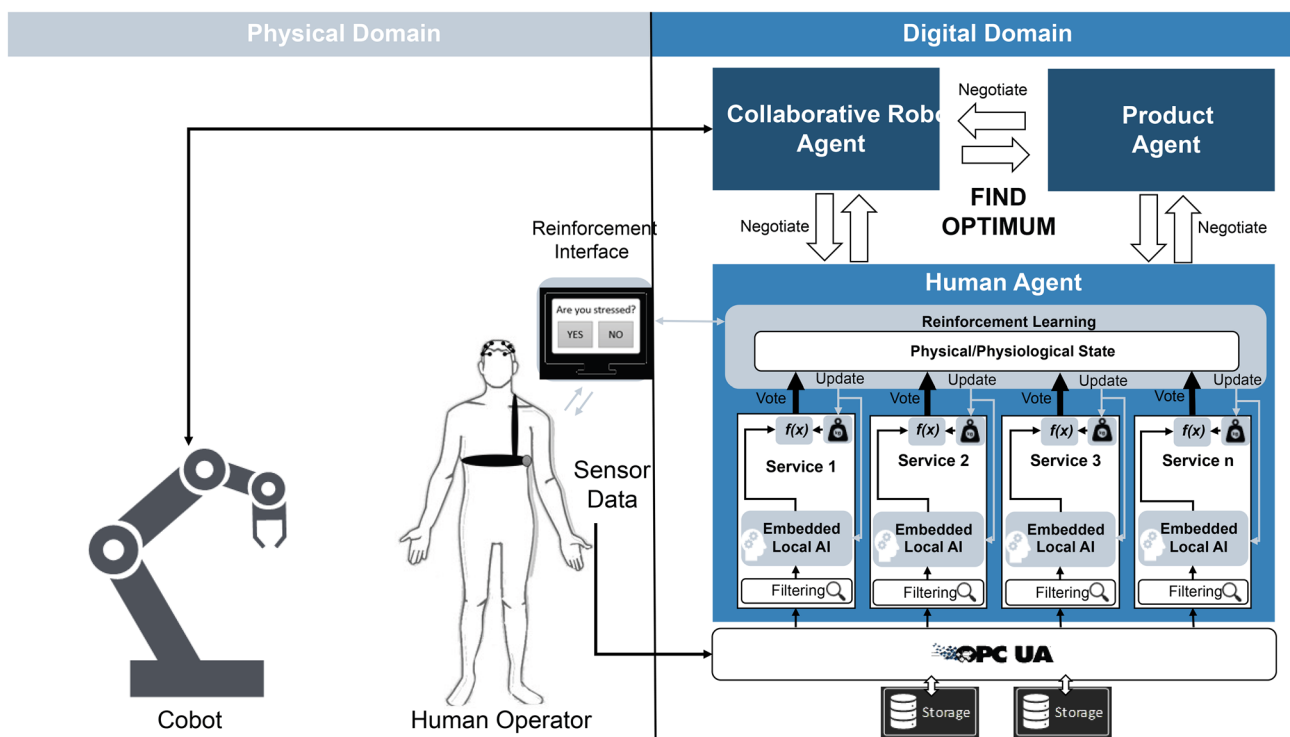 Physical Domain
Digital Domain
Collaborative Robo
Agent
Negotiate
Product
Agent
FIND
OPTIMUM
Negotiate
Negotiate
Reinforcement
Interface
Are you stressed?
YES
NO
Human Agent
Reinforcement Learning
Physical/Physiological State
Update
Update
Update
Update
Vote
Vote
Vote
Vote
f(x)
f(x)
f(x)
f(x)
Service 1
Service 2
Service 3
Service n
Sensor
Data
Embedded
Local AI
Embedded
Local AI
Embedded
Local AI
Embedded
Local AI
Filtering
Filtering
Filtering
Filtering
OPC UA
Storage
Storage
Cobot
Human Operator